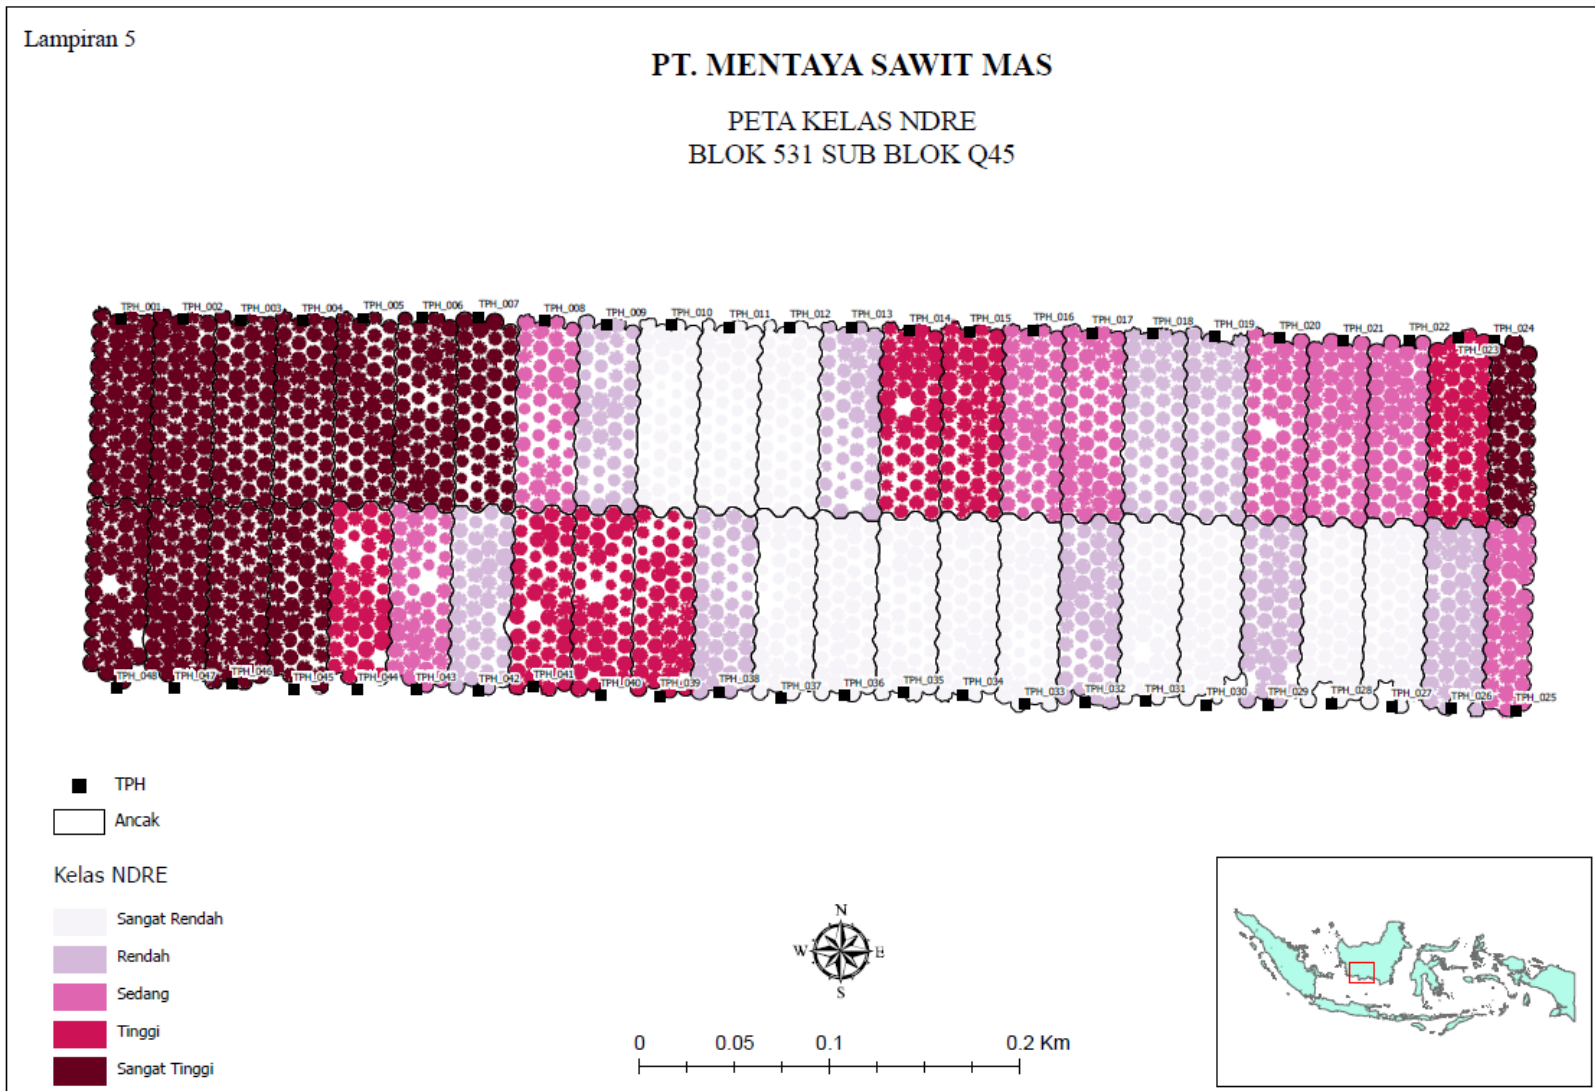 Lampiran 5
PT. MENTAYA SAWIT MAS
PETA KELAS NDRE
BLOK 531 SUB BLOK Q45
TPH_001
TPH_002
TPH_003
TPH_004
TPH_005
TPH_006
TPH_007
TPH_008
TPH_009
TPH_010
TPH_011
TPH_012
TPH_013
TPH_014
TPH_015
TPH_016
TPH_017
TPH_018
TPH_019
TPH_020
TPH_021
TPH_022
TPH_023
TPH_024
TPH_048
TPH_047
TPH_046
TPH_045
TPH_044
TPH_043
TPH_042
TPH_041
TPH_040
TPH_039
TPH_038
TPH_037
TPH_036
TPH_035
TPH_034
TPH_033
TPH_032
TPH_031
TPH_030
TPH_029
TPH_028
TPH_027
TPH_026
TPH_025
TPH
Ancak
Kelas NDRE
Sangat Rendah
Rendah
Sedang
Tinggi
Sangat Tinggi
N
W E
S
0 0.05 0.1 0.2 Km